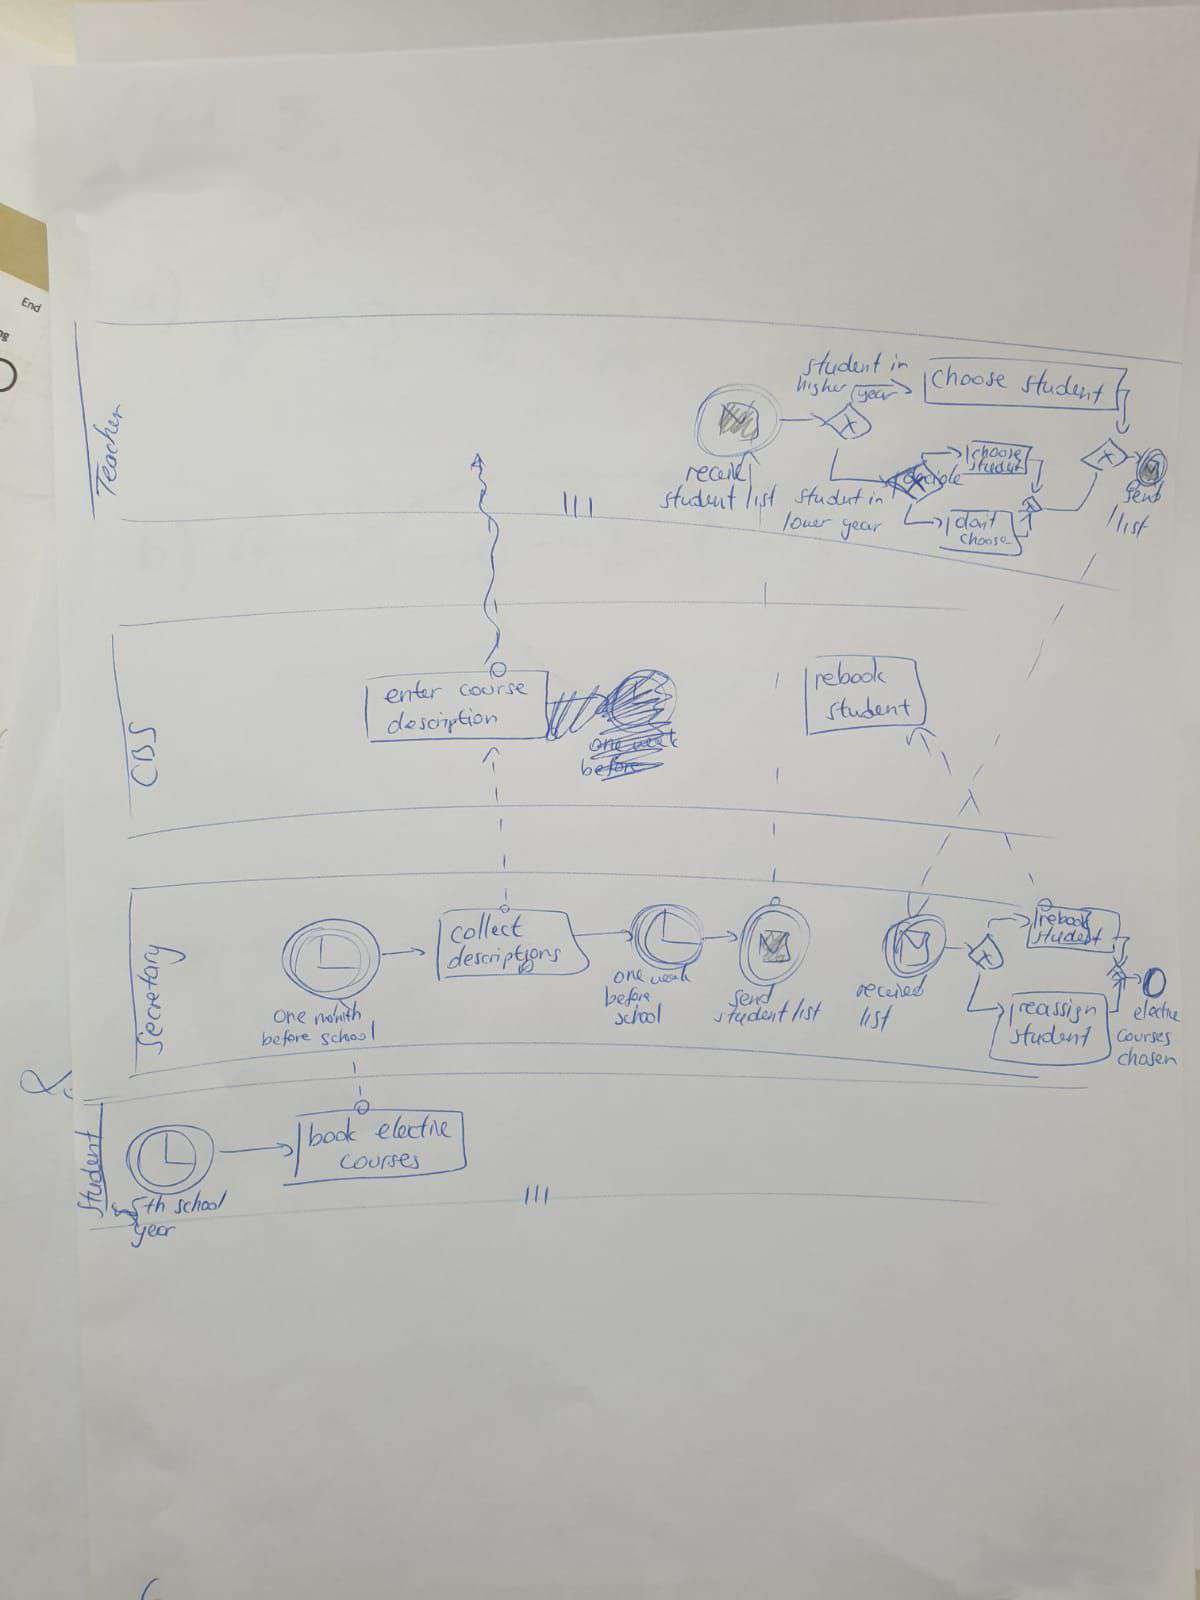 End
Teacher
student in
higher year
choose student
receive
student list
student in
lower year
choose
student
don't
choose
send
list
CBS
enter course
description
one week
before
rebook
student
Secretary
one month
before school
collect
descriptions
one week
before
school
send
student list
received
list
rebook
student
reassign
student
elective
courses
chosen
Student
5th school
year
book elective
courses